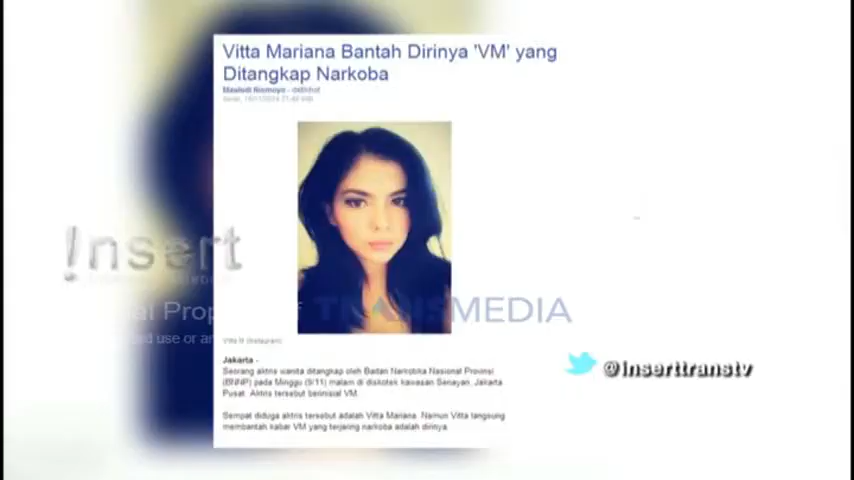 Vitta Mariana Bantah Dirinya 'VM' yang
Ditangkap Narkoba
!nsert
TRANSMEDIA
@inserttranstv
Jakarta -
Seorang aktris wanita ditangkap oleh Badan Narkotika Nasional Provinsi
(BNNP) pada Minggu (9/11) malam di diskotek kawasan Senayan, Jakarta
Pusat. Aktris tersebut berinisial VM.
Sempat diduga aktris tersebut adalah Vitta Mariana. Namun Vitta langsung
membantah kabar VM yang terjaring narkoba adalah dirinya.